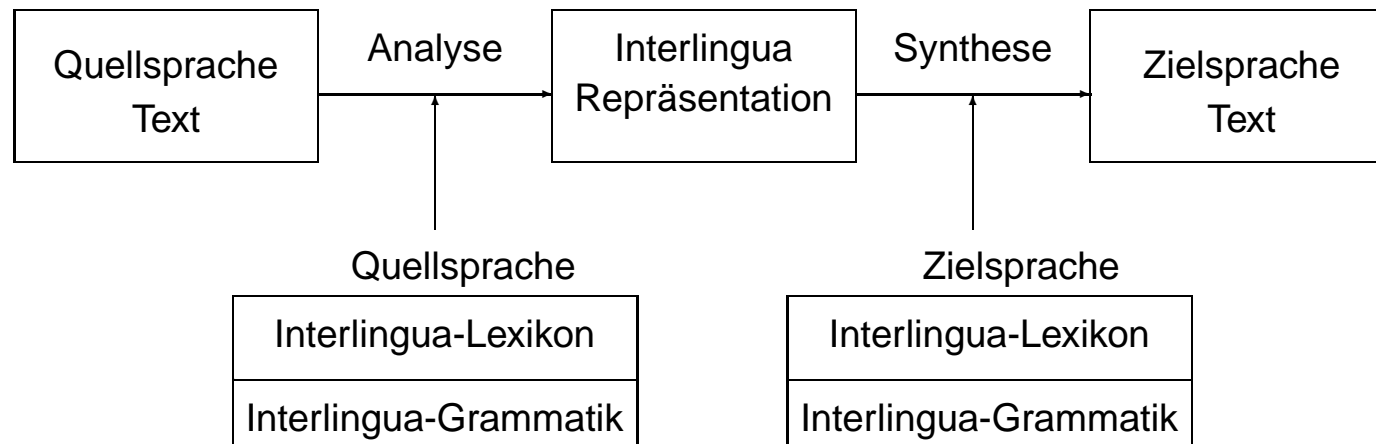 Quellsprache
Text
Analyse
Interlingua
Repräsentation
Synthese
Zielsprache
Text
Quellsprache
Interlingua-Lexikon
Interlingua-Grammatik
Zielsprache
Interlingua-Lexikon
Interlingua-Grammatik